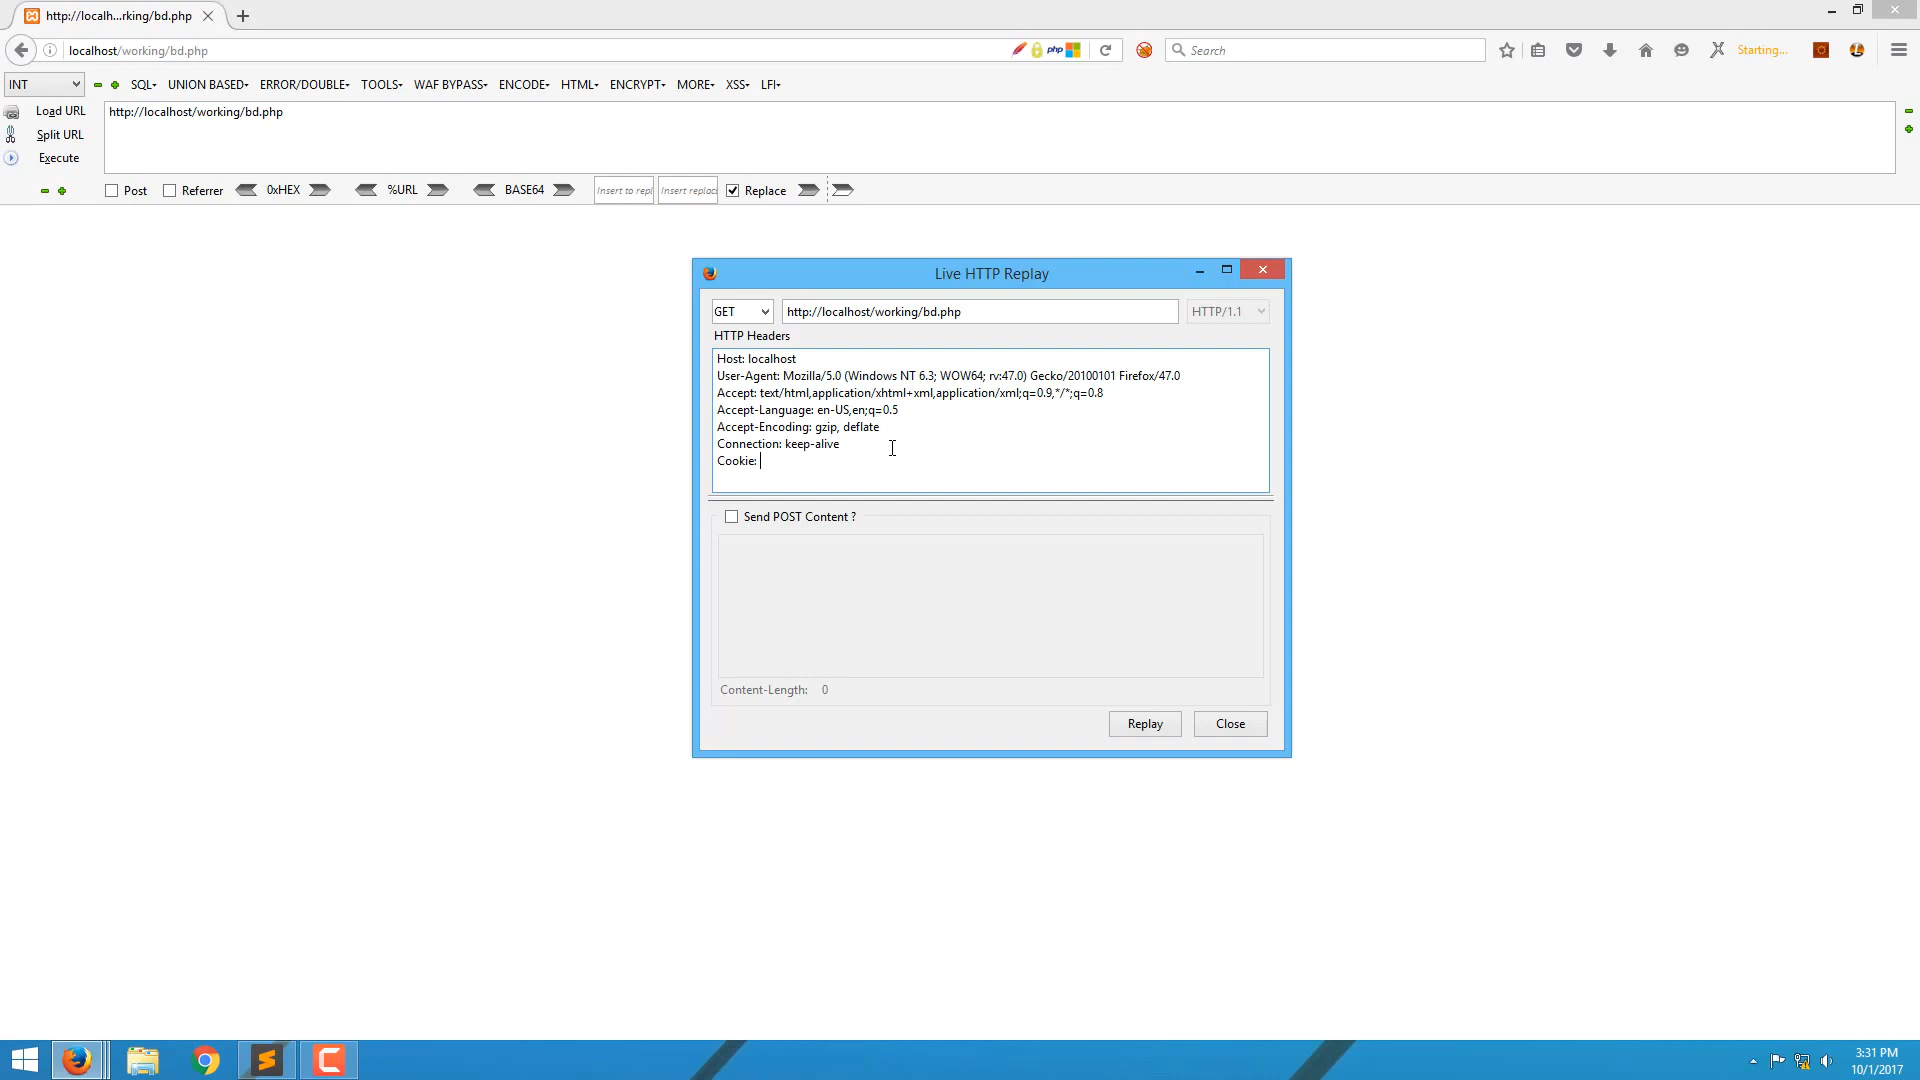 http://localh...rking/bd.php
localhost/working/bd.php
php
Search
Starting...
INT
SQL
UNION BASED
ERROR/DOUBLE
TOOLS
WAF BYPASS
ENCODE
HTML
ENCRYPT
MORE
XSS
LFI
Load URL
http://localhost/working/bd.php
Split URL
Execute
Post
Referrer
0xHEX
%URL
BASE64
Insert to repl
Insert replac
Replace
Live HTTP Replay
GET
http://localhost/working/bd.php
HTTP/1.1
HTTP Headers
Host: localhost
User-Agent: Mozilla/5.0 (Windows NT 6.3; WOW64; rv:47.0) Gecko/20100101 Firefox/47.0
Accept: text/html,application/xhtml+xml,application/xml;q=0.9,*/*;q=0.8
Accept-Language: en-US,en;q=0.5
Accept-Encoding: gzip, deflate
Connection: keep-alive
Cookie:
Send POST Content ?
Content-Length: 0
Replay
Close
3:31 PM
10/1/2017